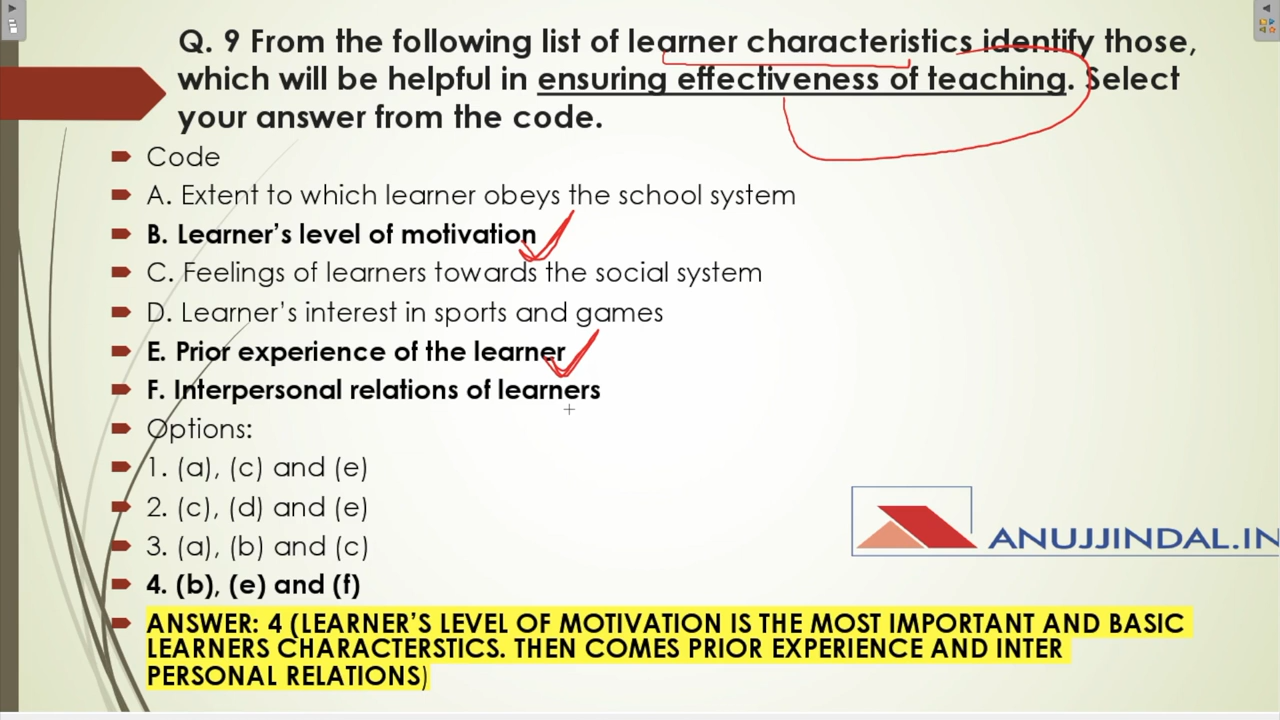 Q. 9 From the following list of learner characteristics identify those,
which will be helpful in ensuring effectiveness of teaching. Select
your answer from the code.
Code
A. Extent to which learner obeys the school system
B. Learner’s level of motivation
C. Feelings of learners towards the social system
D. Learner’s interest in sports and games
E. Prior experience of the learner
F. Interpersonal relations of learners
Options:
1. (a), (c) and (e)
2. (c), (d) and (e)
3. (a), (b) and (c)
4. (b), (e) and (f)
ANUJJINDAL.IN
ANSWER: 4 (LEARNER’S LEVEL OF MOTIVATION IS THE MOST IMPORTANT AND BASIC
LEARNERS CHARACTERSTICS. THEN COMES PRIOR EXPERIENCE AND INTER
PERSONAL RELATIONS)